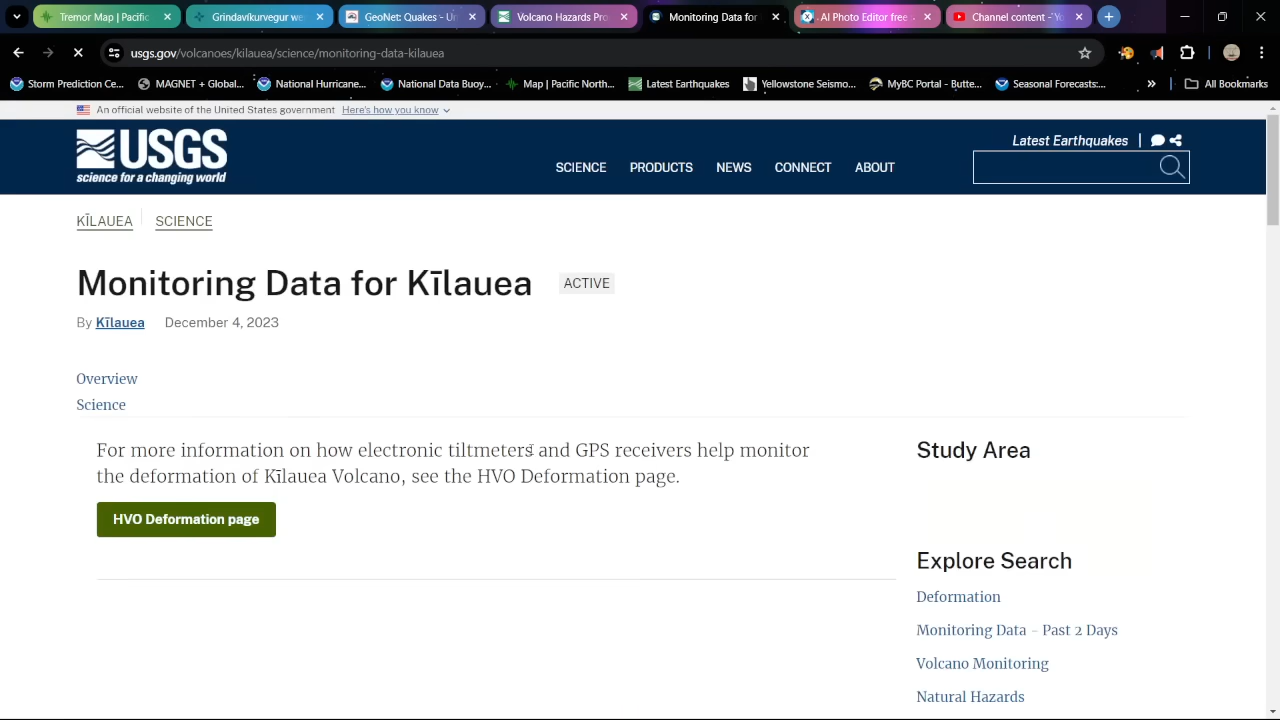 Tremor Map | Pacific
Grindavíkurvegur we
GeoNet: Quakes - U
Volcano Hazards Pro
Monitoring Data for
AI Photo Editor free
Channel content - Yo
usgs.gov/volcanoes/kilauea/science/monitoring-data-kilauea
Storm Prediction Ce...
MAGNET + Global...
National Hurricane...
National Data Buoy...
Map | Pacific North...
Latest Earthquakes
Yellowstone Seismo...
MyBC Portal - Butte...
Seasonal Forecasts....
»
All Bookmarks
An official website of the United States government Here's how you know
USGS
science for a changing world
SCIENCE PRODUCTS NEWS CONNECT ABOUT
Latest Earthquakes |
KĪLAUEA SCIENCE
Monitoring Data for Kīlauea ACTIVE
By Kīlauea December 4, 2023
Overview
Science
For more information on how electronic tiltmeters and GPS receivers help monitor
the deformation of Kīlauea Volcano, see the HVO Deformation page.
HVO Deformation page
Study Area
Explore Search
Deformation
Monitoring Data - Past 2 Days
Volcano Monitoring
Natural Hazards